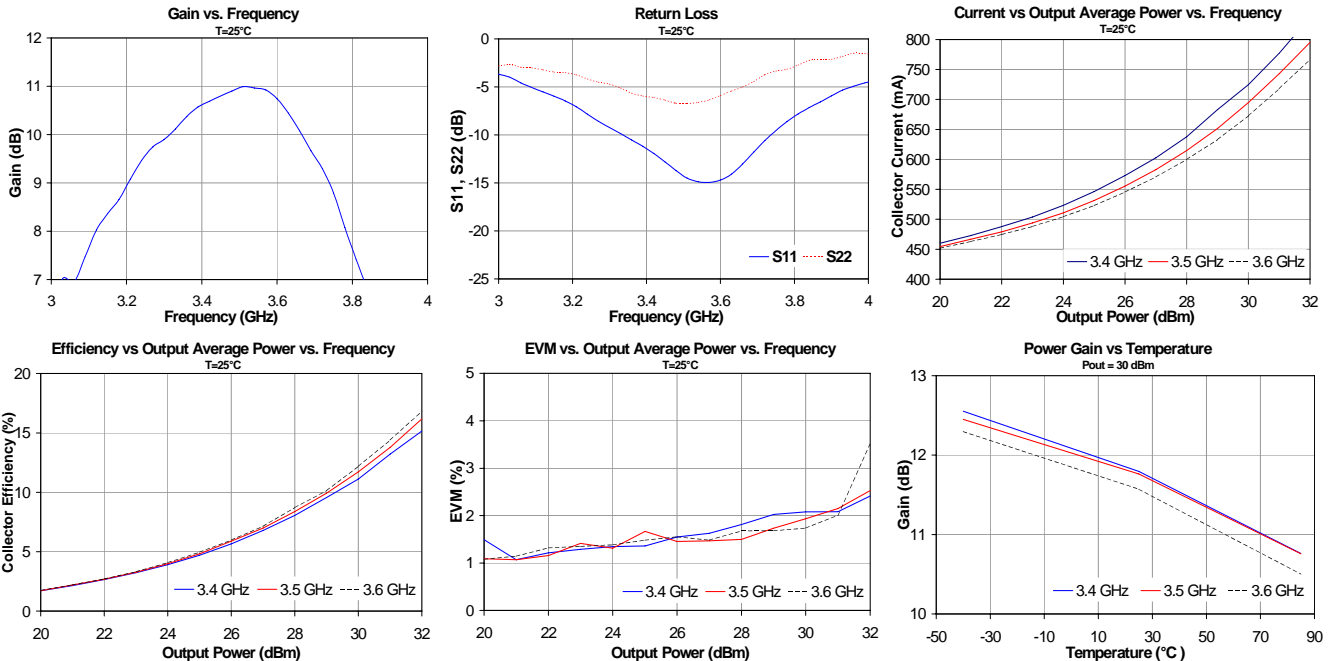 Gain vs. Frequency
T=25°C
12
11
10
9
8
7
Gain (dB)
3
3.2
3.4
3.6
3.8
4
Frequency (GHz)
Return Loss
T=25°C
0
-5
-10
-15
-20
-25
S11, S22 (dB)
S11
S22
3
3.2
3.4
3.6
3.8
4
Frequency (GHz)
Current vs Output Average Power vs. Frequency
T=25°C
800
750
700
650
600
550
500
450
400
Collector Current (mA)
3.4 GHz
3.5 GHz
3.6 GHz
20
22
24
26
28
30
32
Output Power (dBm)
Efficiency vs Output Average Power vs. Frequency
T=25°C
20
15
10
5
0
Collector Efficiency (%)
3.4 GHz
3.5 GHz
3.6 GHz
20
22
24
26
28
30
32
Output Power (dBm)
EVM vs. Output Average Power vs. Frequency
T=25°C
5
4
3
2
1
0
EVM (%)
3.4 GHz
3.5 GHz
3.6 GHz
20
22
24
26
28
30
32
Output Power (dBm)
Power Gain vs Temperature
Pout = 30 dBm
13
12
11
10
Gain (dB)
3.4 GHz
3.5 GHz
3.6 GHz
-50
-30
-10
10
30
50
70
90
Temperature (°C )